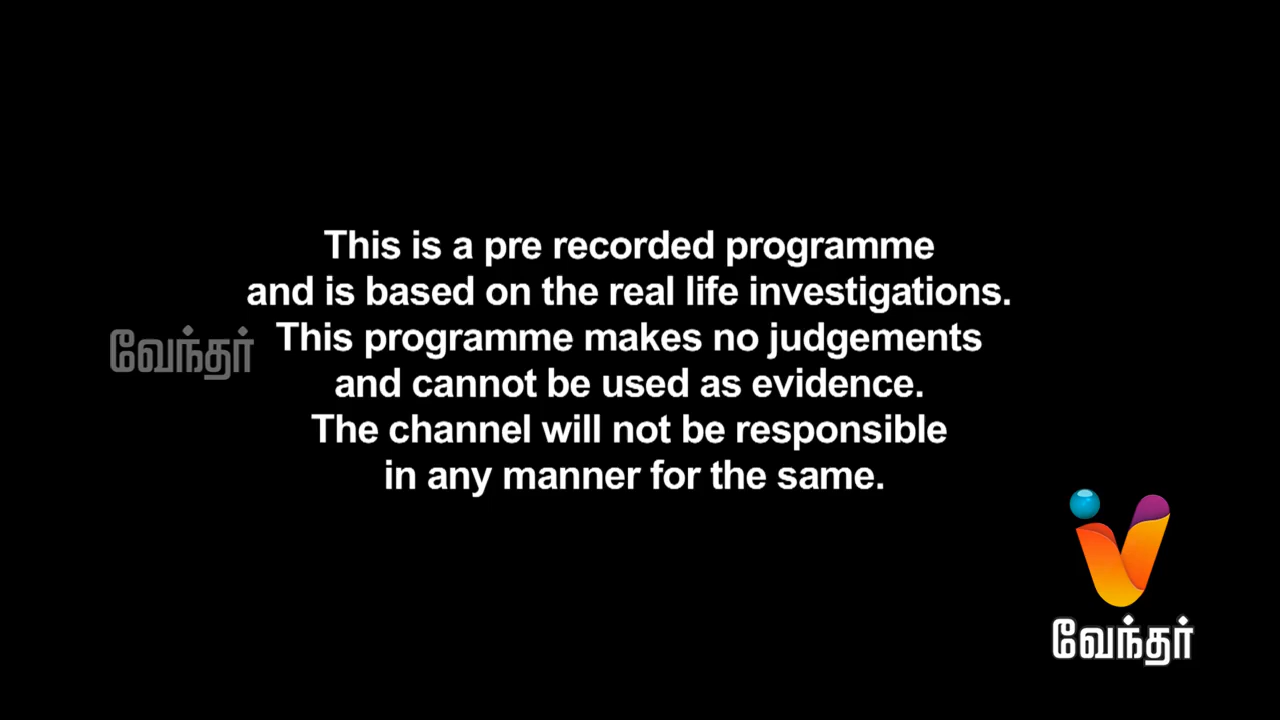 This is a pre recorded programme
and is based on the real life investigations.
வேந்தர்
This programme makes no judgements
and cannot be used as evidence.
The channel will not be responsible
in any manner for the same.
வேந்தர்